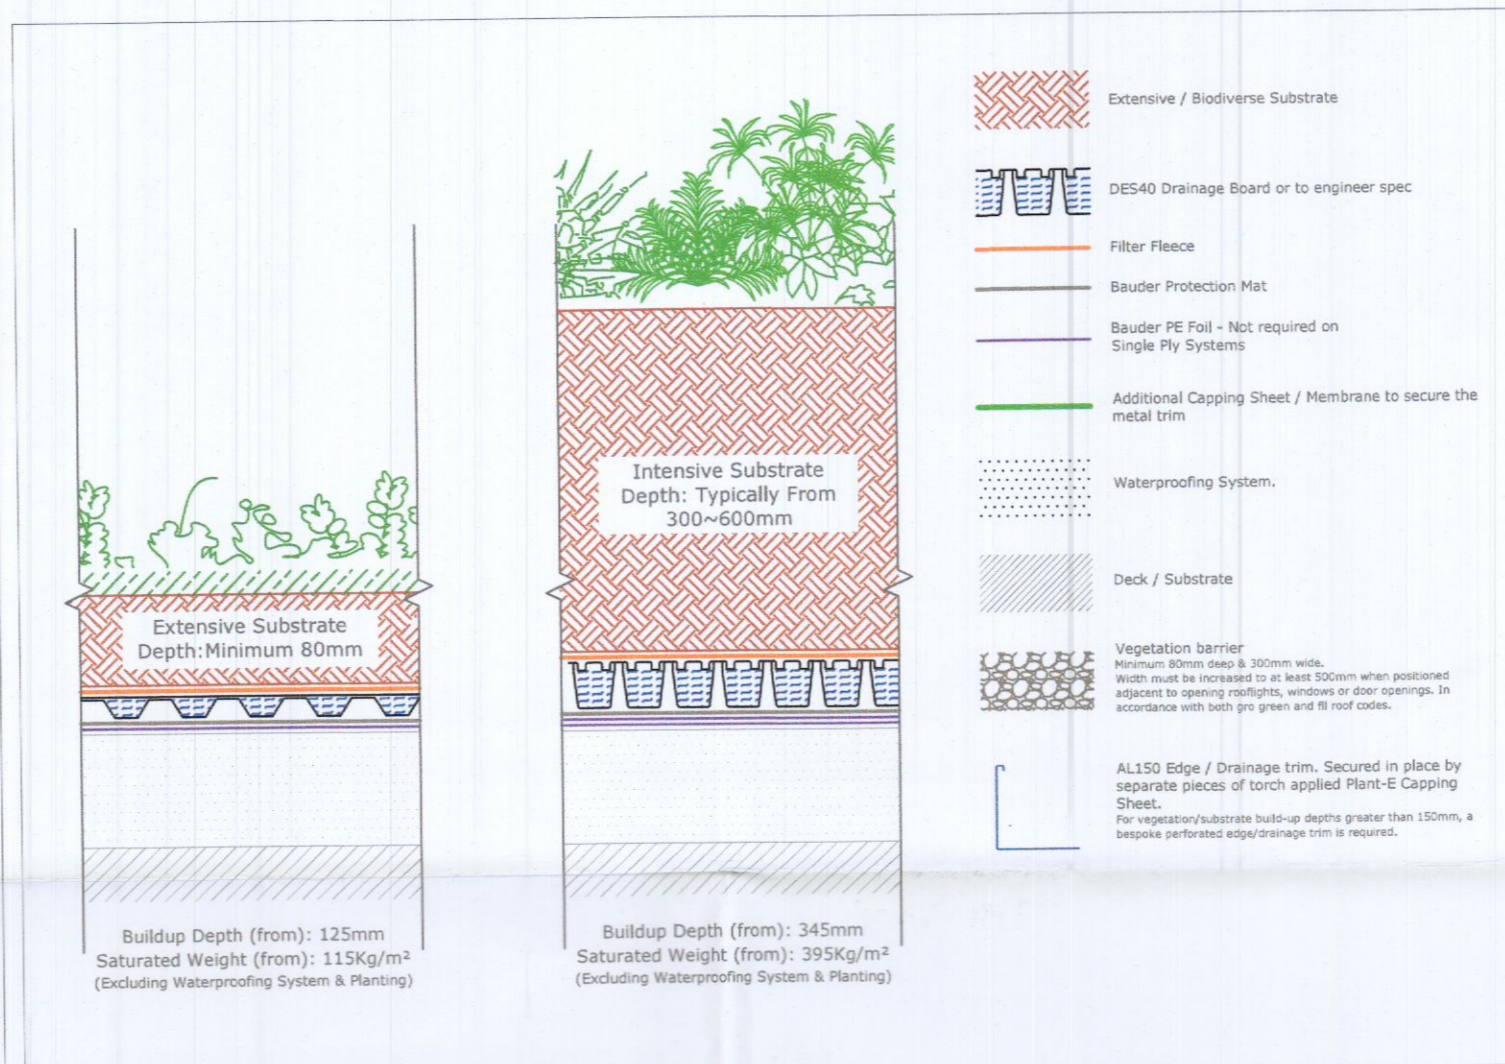 Extensive / Biodiverse Substrate
DES40 Drainage Board or to engineer spec
Filter Fleece
Bauder Protection Mat
Bauder PE Foil - Not required on
Single Ply Systems
Additional Capping Sheet / Membrane to secure the
metal trim
Waterproofing System.
Deck / Substrate
Vegetation barrier
Minimum 80mm deep & 300mm wide.
Width must be increased to at least 500mm when positioned
adjacent to opening rooflights, windows or door openings. In
accordance with both gro green and fll roof codes.
AL150 Edge / Drainage trim. Secured in place by
separate pieces of torch applied Plant-E Capping
Sheet.
For vegetation/substrate build-up depths greater than 150mm, a
bespoke perforated edge/drainage trim is required.
Extensive Substrate
Depth:Minimum 80mm
Buildup Depth (from): 125mm
Saturated Weight (from): 115Kg/m²
(Excluding Waterproofing System & Planting)
Intensive Substrate
Depth: Typically From
300~600mm
Buildup Depth (from): 345mm
Saturated Weight (from): 395Kg/m²
(Excluding Waterproofing System & Planting)